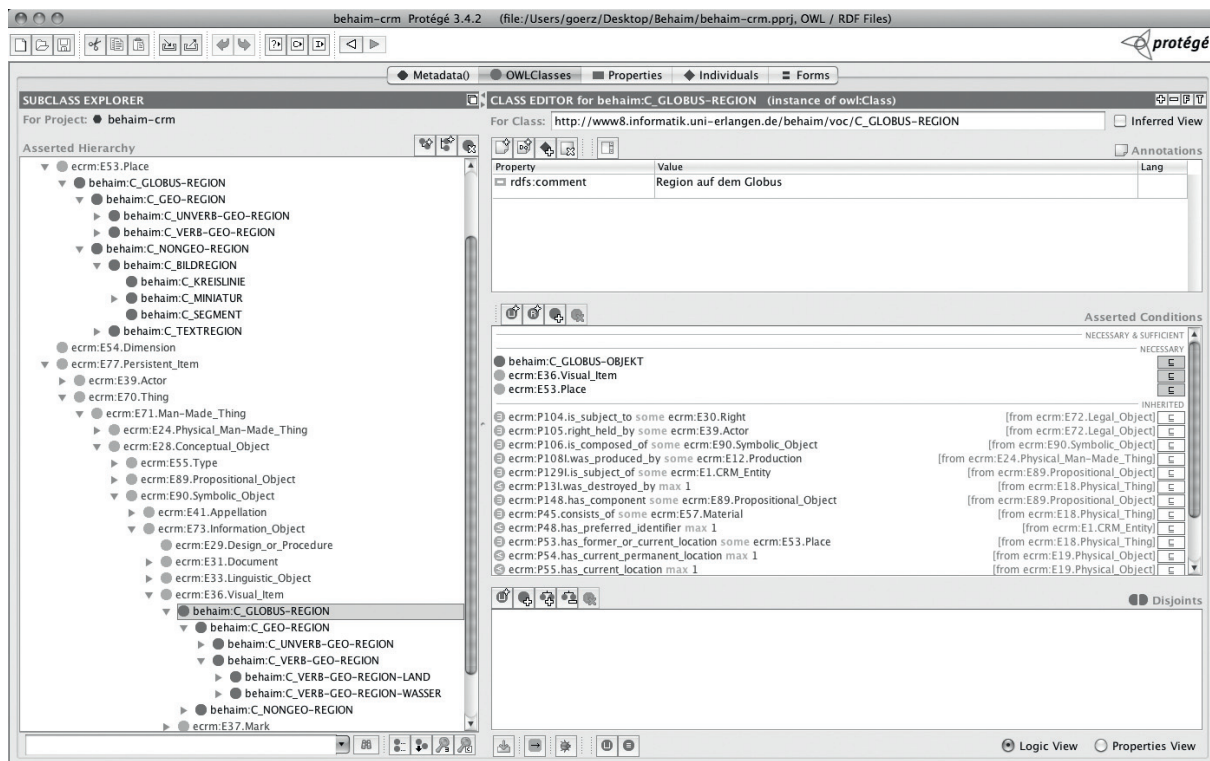 behaim-crm Protégé 3.4.2 (file:/Users/goerz/Desktop/Behaim/behaim-crm.pprj, OWL / RDF Files)
protégé
Metadata() OWLClasses Properties Individuals Forms
SUBCLASS EXPLORER
For Project: behaim-crm
Asserted Hierarchy
ecrm:E53.Place
behaim:C_GLOBUS-REGION
behaim:C_GEO-REGION
behaim:C_UNVERB-GEO-REGION
behaim:C_VERB-GEO-REGION
behaim:C_NONGEO-REGION
behaim:C_BILDREGION
behaim:C_KREISLINIE
behaim:C_MINIATUR
behaim:C_SEGMENT
behaim:C_TEXTREGION
ecrm:E54.Dimension
ecrm:E77.Persistent_Item
ecrm:E39.Actor
ecrm:E70.Thing
ecrm:E71.Man-Made_Thing
ecrm:E24.Physical_Man-Made_Thing
ecrm:E28.Conceptual_Object
ecrm:E55.Type
ecrm:E89.Propositional_Object
ecrm:E90.Symbolic_Object
ecrm:E41.Appellation
ecrm:E73.Information_Object
ecrm:E29.Design_or_Procedure
ecrm:E31.Document
ecrm:E33.Linguistic_Object
ecrm:E36.Visual_Item
behaim:C_GLOBUS-REGION
behaim:C_GEO-REGION
behaim:C_UNVERB-GEO-REGION
behaim:C_VERB-GEO-REGION
behaim:C_VERB-GEO-REGION-LAND
behaim:C_VERB-GEO-REGION-WASSER
behaim:C_NONGEO-REGION
ecrm:E37.Mark
CLASS EDITOR for behaim:C_GLOBUS-REGION (instance of owl:Class)
For Class: http://www8.informatik.uni-erlangen.de/behaim/voc/C_GLOBUS-REGION Inferred View
Annotations
Property Value Lang
rdfs:comment Region auf dem Globus
Asserted Conditions
NECESSARY & SUFFICIENT
NECESSARY
behaim:C_GLOBUS-OBJEKT
ecrm:E36.Visual_Item
ecrm:E53.Place
INHERITED
ecrm:P104.is_subject_to some ecrm:E30.Right [from ecrm:E72.Legal_Object]
ecrm:P105.right_held_by some ecrm:E39.Actor [from ecrm:E72.Legal_Object]
ecrm:P106.is_composed_of some ecrm:E90.Symbolic_Object [from ecrm:E90.Symbolic_Object]
ecrm:P108I.was_produced_by some ecrm:E12.Production [from ecrm:E24.Physical_Man-Made_Thing]
ecrm:P129I.is_subject_of some ecrm:E1.CRM_Entity [from ecrm:E89.Propositional_Object]
ecrm:P13I.was_destroyed_by max 1 [from ecrm:E18.Physical_Thing]
ecrm:P148.has_component some ecrm:E89.Propositional_Object [from ecrm:E89.Propositional_Object]
ecrm:P45.consists_of some ecrm:E57.Material [from ecrm:E18.Physical_Thing]
ecrm:P48.has_preferred_identifier max 1 [from ecrm:E1.CRM_Entity]
ecrm:P53.has_former_or_current_location some ecrm:E53.Place [from ecrm:E18.Physical_Thing]
ecrm:P54.has_current_permanent_location max 1 [from ecrm:E19.Physical_Object]
ecrm:P55.has_current_location max 1 [from ecrm:E19.Physical_Object]
Disjoints
Logic View Properties View